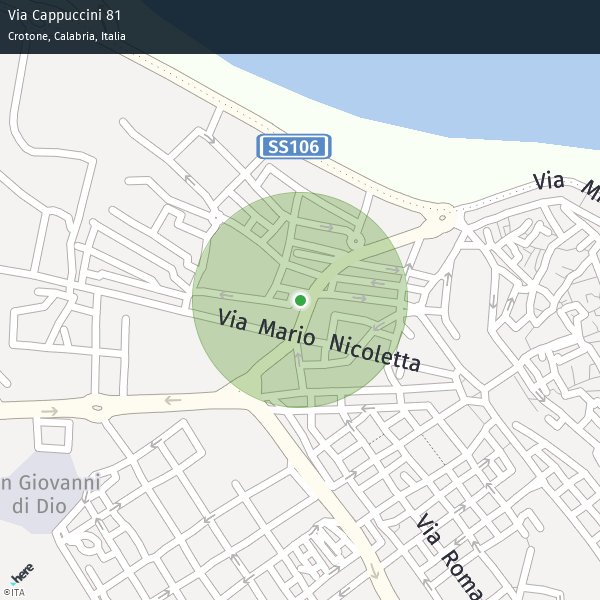 Via Cappuccini 81
Crotone, Calabria, Italia
SS106
Via M
Via Mario Nicoletta
n Giovanni
di Dio
Via Roma
here
©ITA